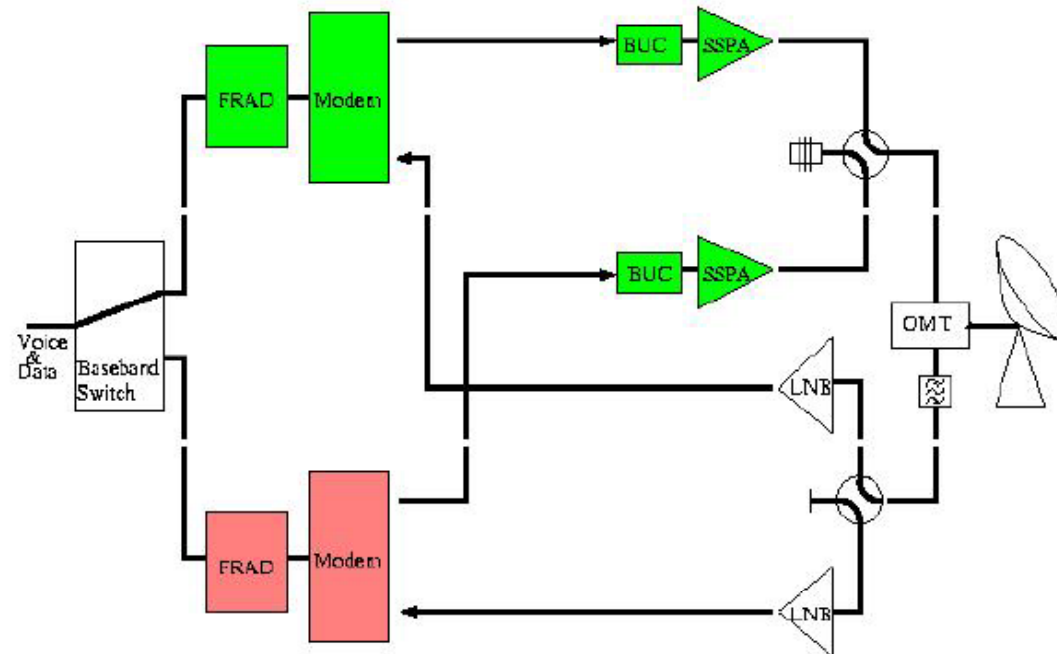 BUC
SSPA
FRAD
Modem
BUC
SSPA
OMT
Voice
&
Data
Baseband
Switch
LNB
FRAD
Modem
LNB